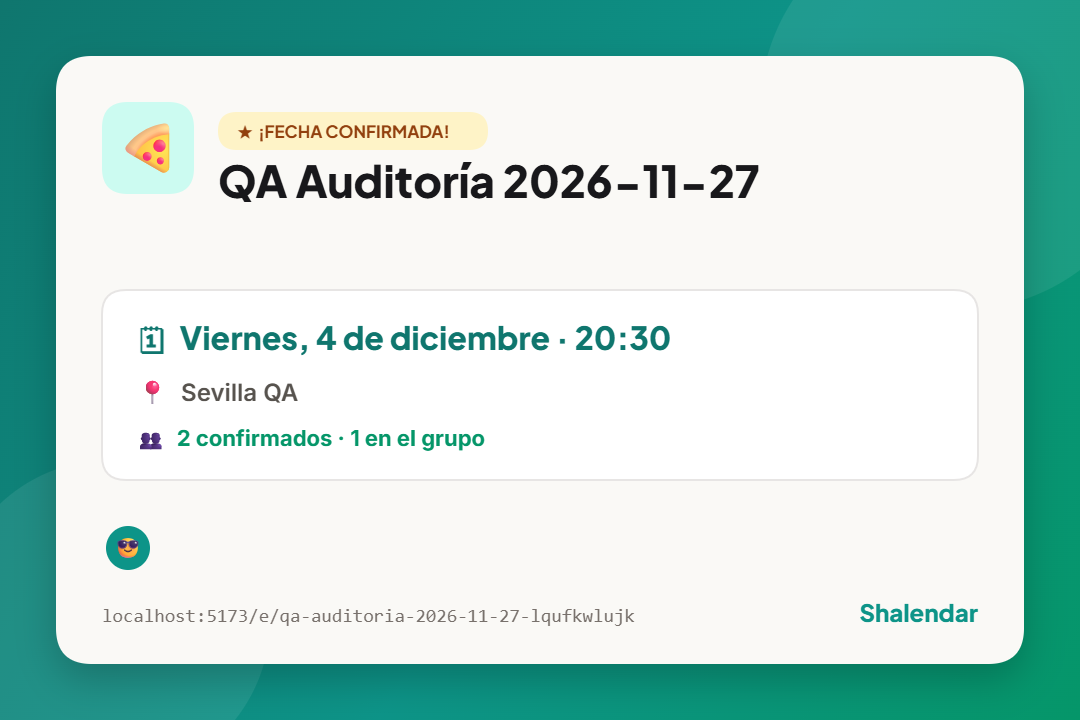 ★ ¡FECHA CONFIRMADA!
QA Auditoría 2026-11-27
Viernes, 4 de diciembre · 20:30
Sevilla QA
2 confirmados · 1 en el grupo
localhost:5173/e/qa-auditoria-2026-11-27-lqufkwlujk
Shalendar